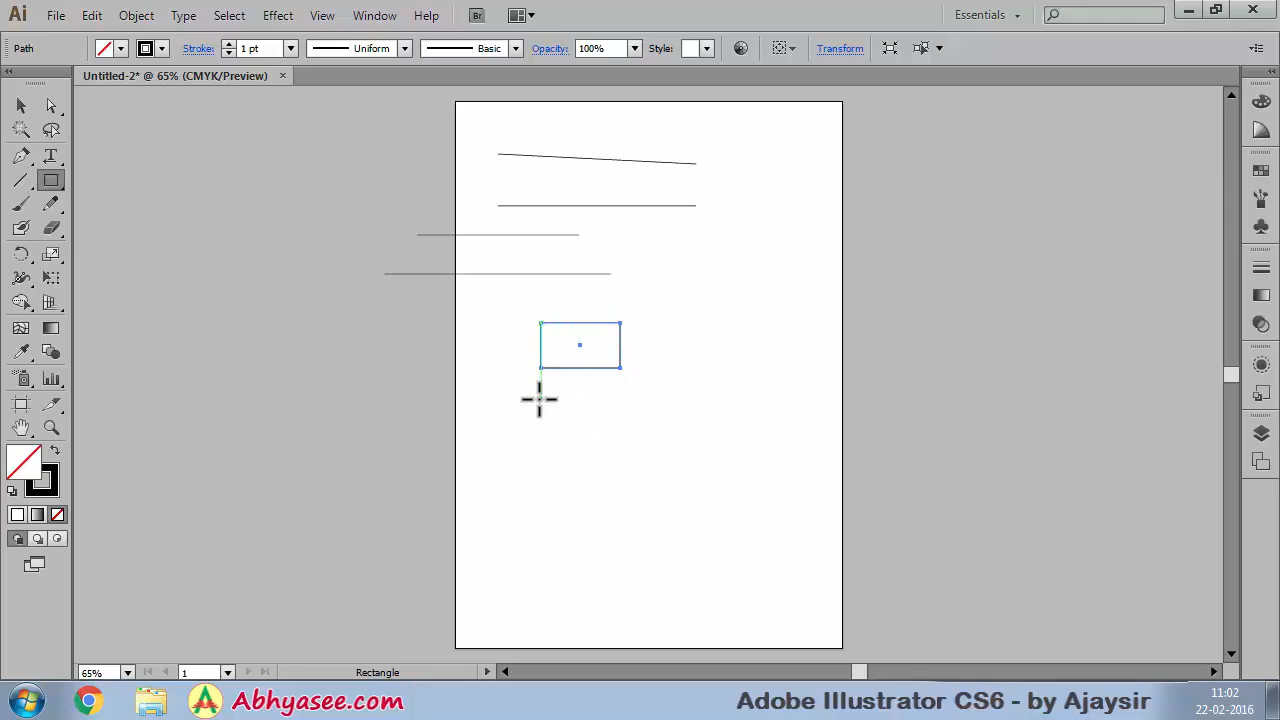 Ai File Edit Object Type Select Effect View Window Help Br Essentials
Path Stroke: 1 pt Uniform Basic Opacity: 100% Style: Transform
Untitled-2* @ 65% (CMYK/Preview) ×
T
65% 1 Rectangle
Abhyasee.com Adobe Illustrator CS6 - by Ajaysir 11:02
22-02-2016